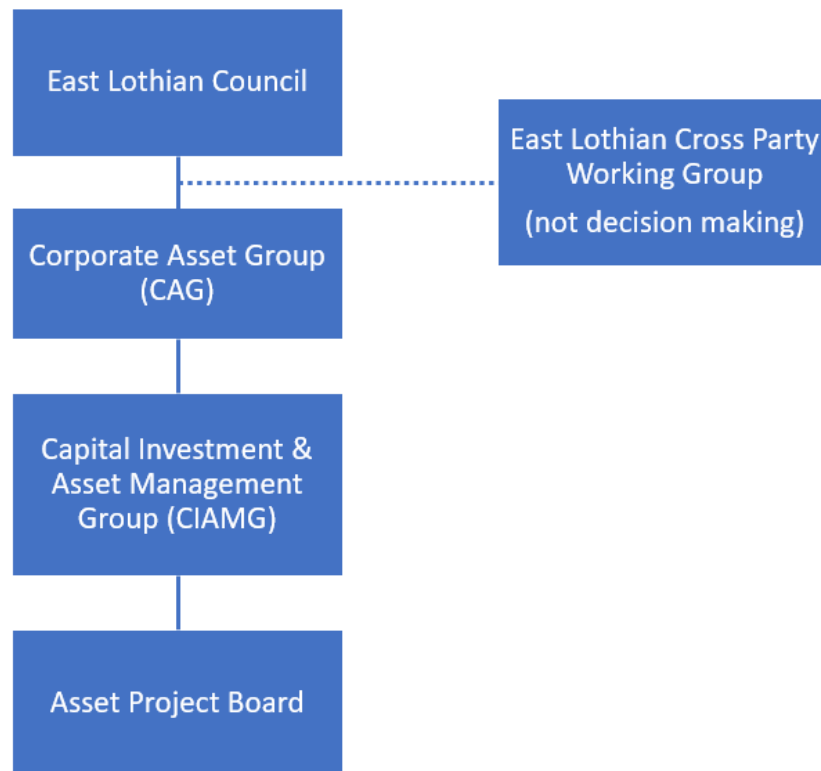 East Lothian Council
East Lothian Cross Party
Working Group
(not decision making)
Corporate Asset Group
(CAG)
Capital Investment &
Asset Management
Group (CIAMG)
Asset Project Board